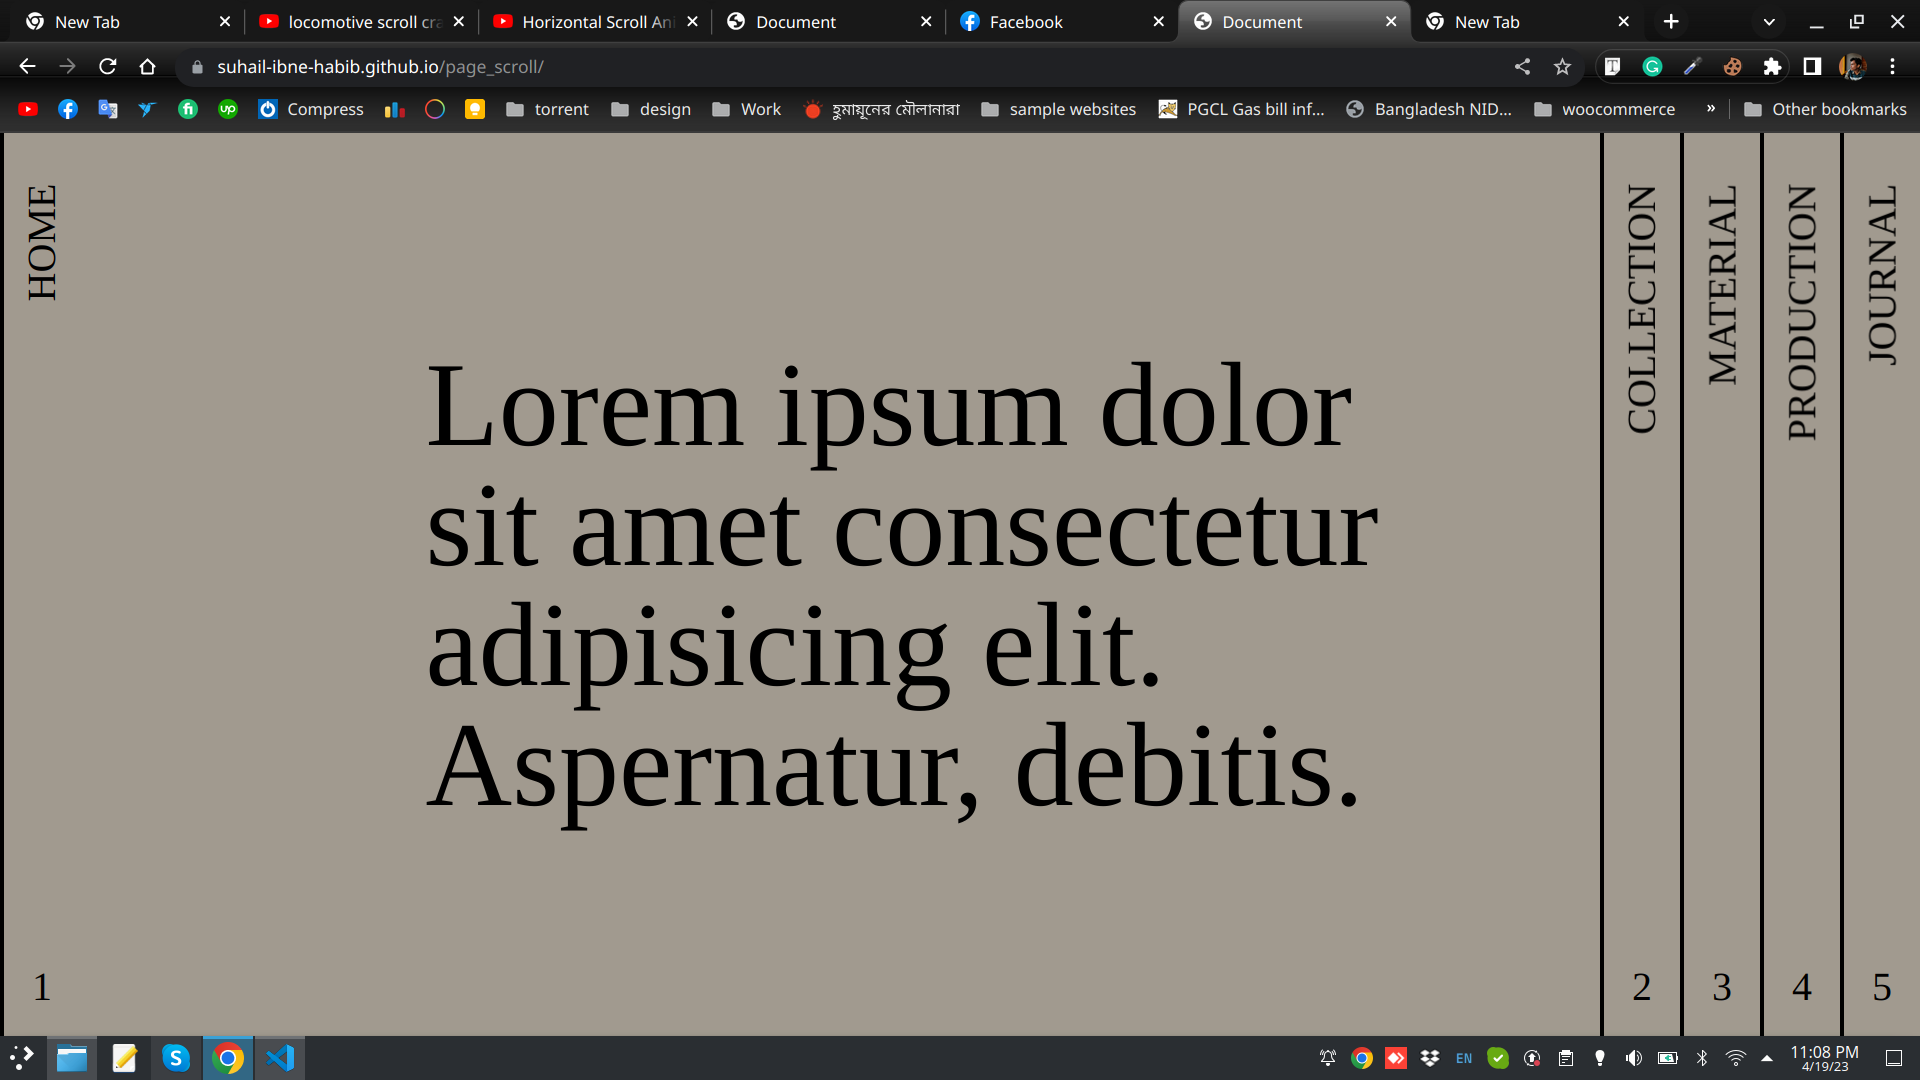 New Tab
locomotive scroll cra
Horizontal Scroll Ani
Document
Facebook
Document
New Tab
suhail-ibne-habib.github.io/page_scroll/
Compress
torrent
design
Work
হুমায়ূনের মৌলানারা
sample websites
PGCL Gas bill inf...
Bangladesh NID...
woocommerce
»
Other bookmarks
HOME
COLLECTION
MATERIAL
PRODUCTION
JOURNAL
Lorem ipsum dolor
sit amet consectetur
adipisicing elit.
Aspernatur, debitis.
1
2
3
4
5
EN
11:08 PM
4/19/23